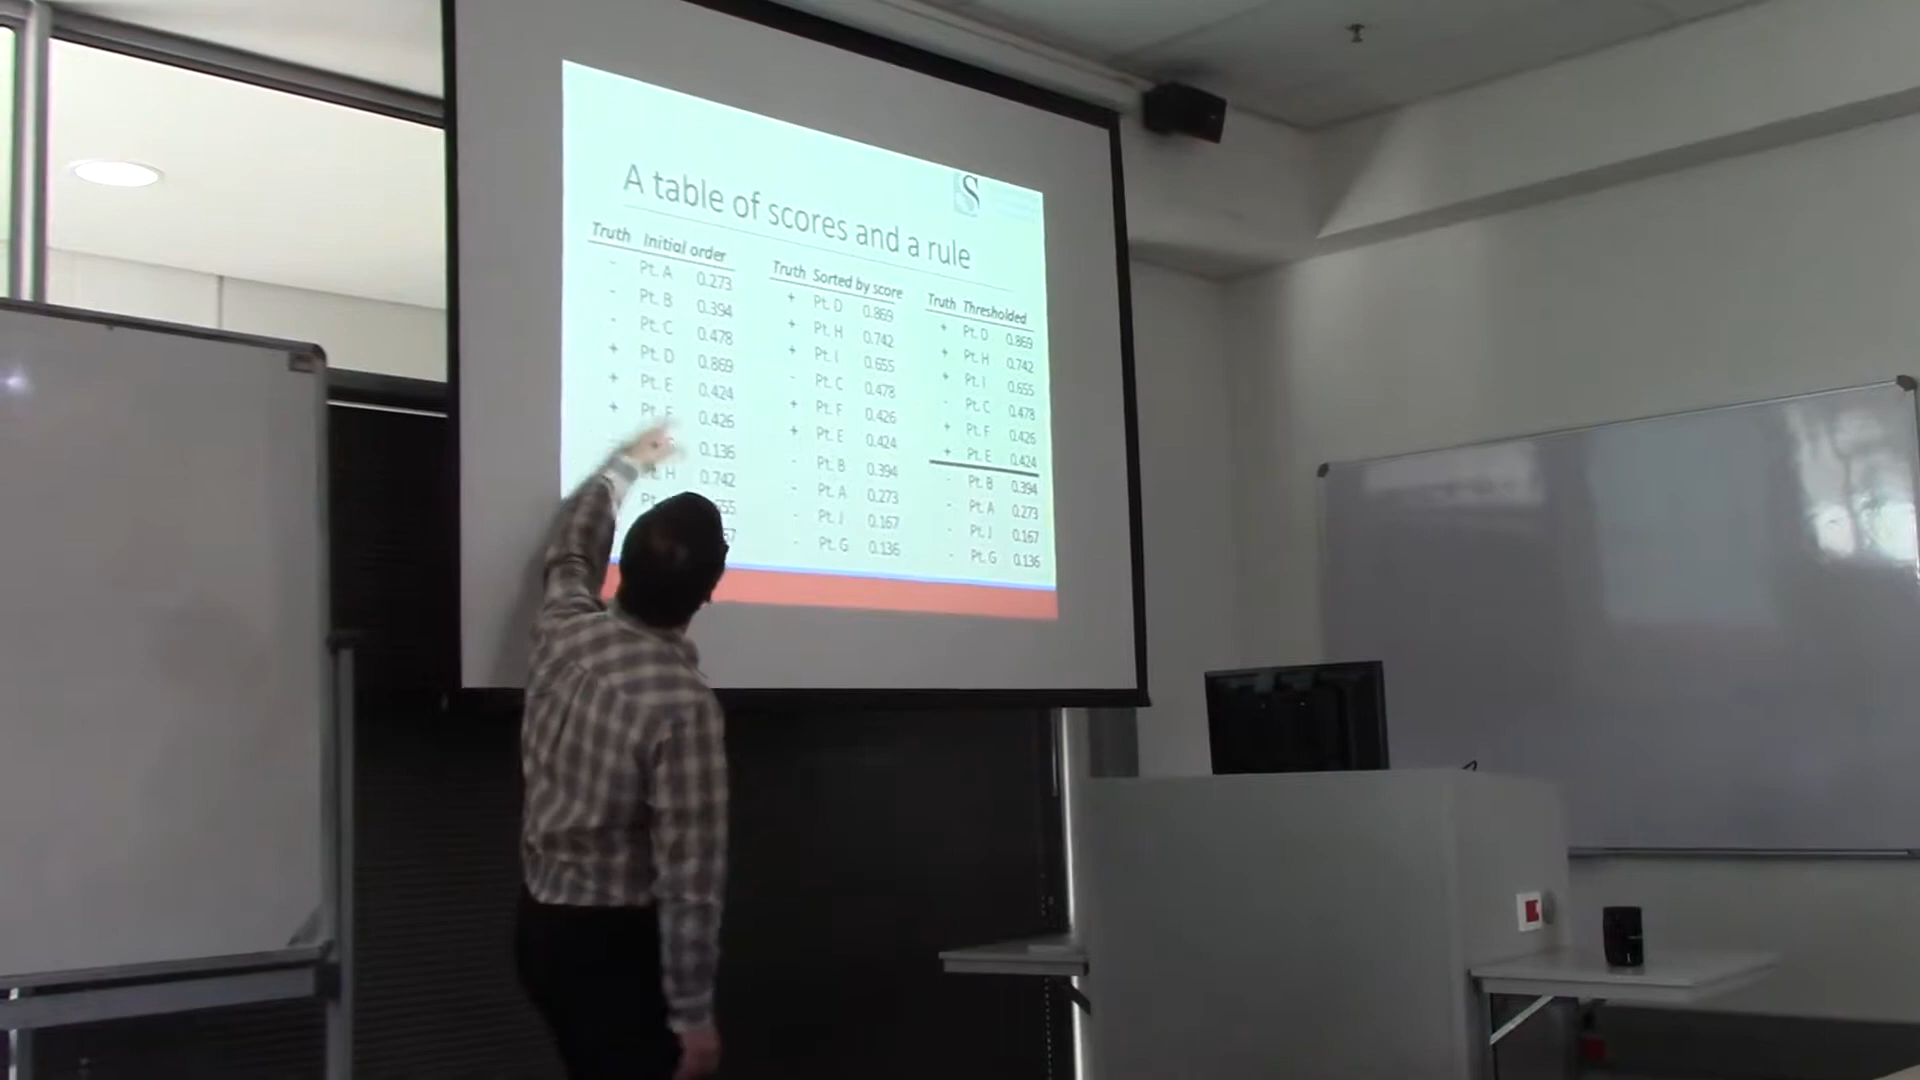 S
A table of scores and a rule
Truth Initial order
- Pt. A 0.273
- Pt. B 0.394
- Pt. C 0.478
+ Pt. D 0.869
+ Pt. E 0.424
+ Pt. F 0.426
0.136
Pt. H 0.742
Pt.
Truth Sorted by score
+ Pt. D 0.869
+ Pt. H 0.742
+ Pt. I 0.655
- Pt. C 0.478
+ Pt. F 0.426
+ Pt. E 0.424
- Pt. B 0.394
- Pt. A 0.273
- Pt. J 0.167
- Pt. G 0.136
Truth Thresholded
+ Pt. D 0.869
+ Pt. H 0.742
+ Pt. I 0.655
- Pt. C 0.478
+ Pt. F 0.426
+ Pt. E 0.424
- Pt. B 0.394
- Pt. A 0.273
- Pt. J 0.167
- Pt. G 0.136